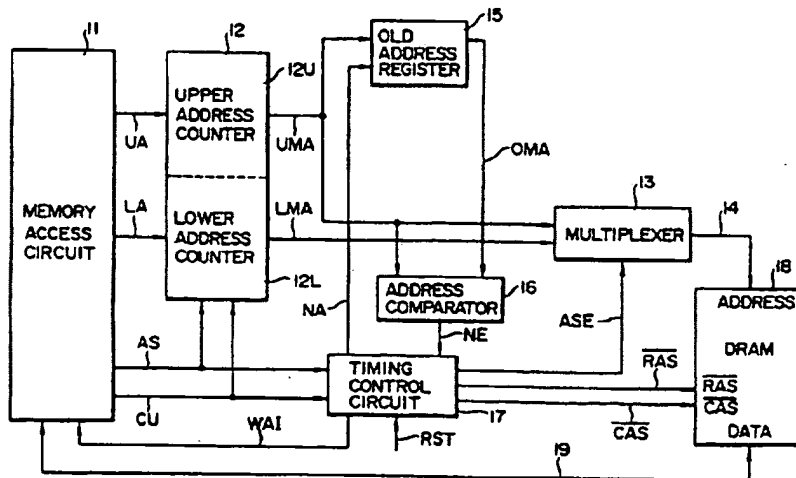 11
12
15
12U
OLD
ADDRESS
REGISTER
UPPER
ADDRESS
COUNTER
UA
UMA
OMA
MEMORY
ACCESS
CIRCUIT
LA
LOWER
ADDRESS
COUNTER
LMA
13
MULTIPLEXER
14
12L
NA
ADDRESS
COMPARATOR
16
ASE
18
ADDRESS
DRAM
AS
NE
TIMING
CONTROL
CIRCUIT
17
RAS
RAS
CAS
CAS
DATA
CU
WAI
RST
19